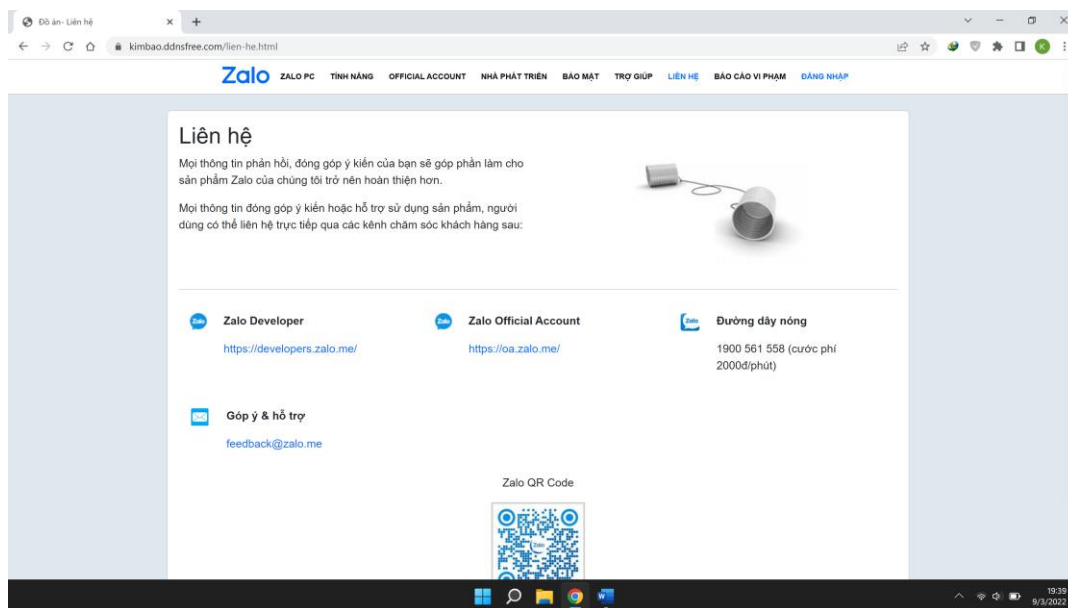 Đồ án- Liên hệ
kimbao.ddnsfree.com/lien-he.html
K
Zalo ZALO PC TÍNH NĂNG OFFICIAL ACCOUNT NHÀ PHÁT TRIỂN BẢO MẬT TRỢ GIÚP LIÊN HỆ BÁO CÁO VI PHẠM ĐĂNG NHẬP
Liên hệ
Mọi thông tin phản hồi, đóng góp ý kiến của bạn sẽ góp phần làm cho
sản phẩm Zalo của chúng tôi trở nên hoàn thiện hơn.
Mọi thông tin đóng góp ý kiến hoặc hỗ trợ sử dụng sản phẩm, người
dùng có thể liên hệ trực tiếp qua các kênh chăm sóc khách hàng sau:
Zalo Zalo Developer
https://developers.zalo.me/
Zalo Zalo Official Account
https://oa.zalo.me/
Zalo Đường dây nóng
1900 561 558 (cước phí
2000đ/phút)
Góp ý & hỗ trợ
feedback@zalo.me
Zalo QR Code
Zalo
W
19:39
9/3/2022